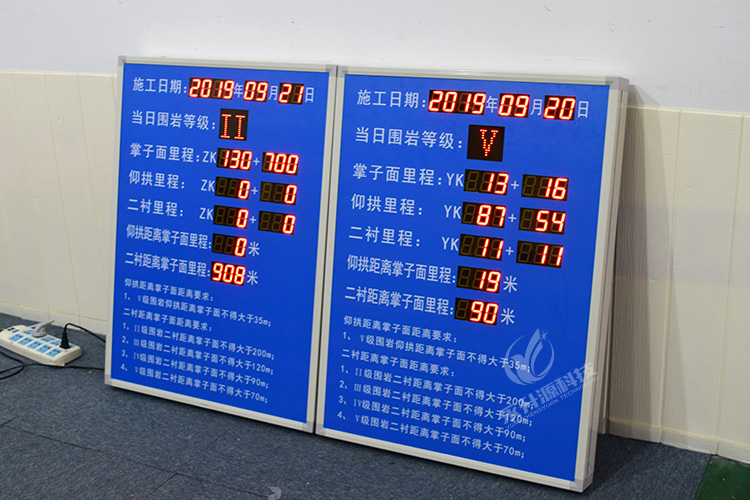 施工日期:2019年09月21日
当日围岩等级:II
掌子面里程:ZK130+700
仰拱里程: ZK0+0
二衬里程: ZK0+0
仰拱距离掌子面里程:0米
二衬距离掌子面里程:908米
仰拱距离掌子面距离要求:
1、V级围岩仰拱距离掌子面不得大于35m;
二衬距离掌子面距离要求:
1、II级围岩二衬距离掌子面不得大于200m;
2、III级围岩二衬距离掌子面不得大于120m;
3、IV级围岩二衬距离掌子面不得大于90m;
4、V级围岩二衬距离掌子面不得大于70m;
施工日期:2019年09月20日
当日围岩等级:V
掌子面里程:YK13+16
仰拱里程: YK87+54
二衬里程: YK11+11
仰拱距离掌子面里程:19米
二衬距离掌子面里程:90米
仰拱距离掌子面距离要求:
1、V级围岩仰拱距离掌子面不得大于35m;
二衬距离掌子面距离要求:
1、II级围岩二衬距离掌子面不得大于200m;
2、III级围岩二衬距离掌子面不得大于120m;
3、IV级围岩二衬距离掌子面不得大于90m;
4、V级围岩二衬距离掌子面不得大于70m;
永科源科技